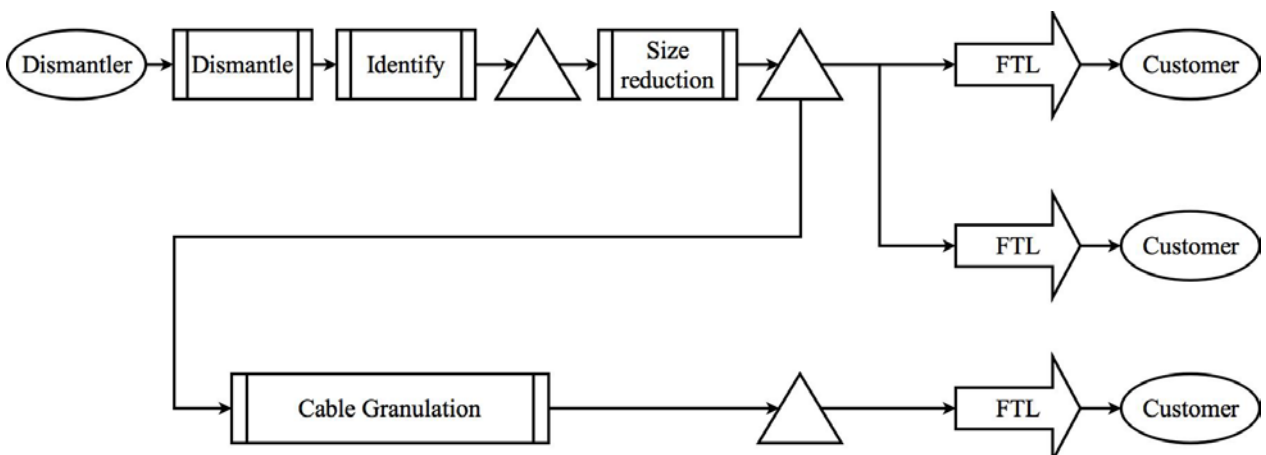 Dismantler
Dismantle
Identify
Size
reduction
FTL
Customer
FTL
Customer
Cable Granulation
FTL
Customer